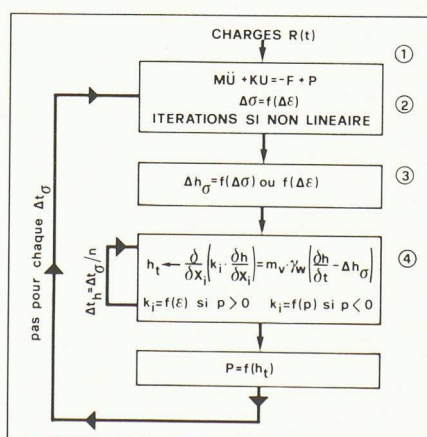 CHARGES R(t)
①
MÜ + KU = -F + P
Δσ = f(Δε)
②
ITERATIONS SI NON LINEAIRE
Δh_σ = f(Δσ) ou f(Δε)
③
h_t ← ∂/∂x_i (k_i · ∂h/∂x_i) = m_v · γ_w (∂h/∂t - Δh_σ)
④
k_i = f(ε) si p > 0 k_i = f(p) si p < 0
P = f(h_t)
pas pour chaque Δt_σ
Δt_h = Δt_σ/n